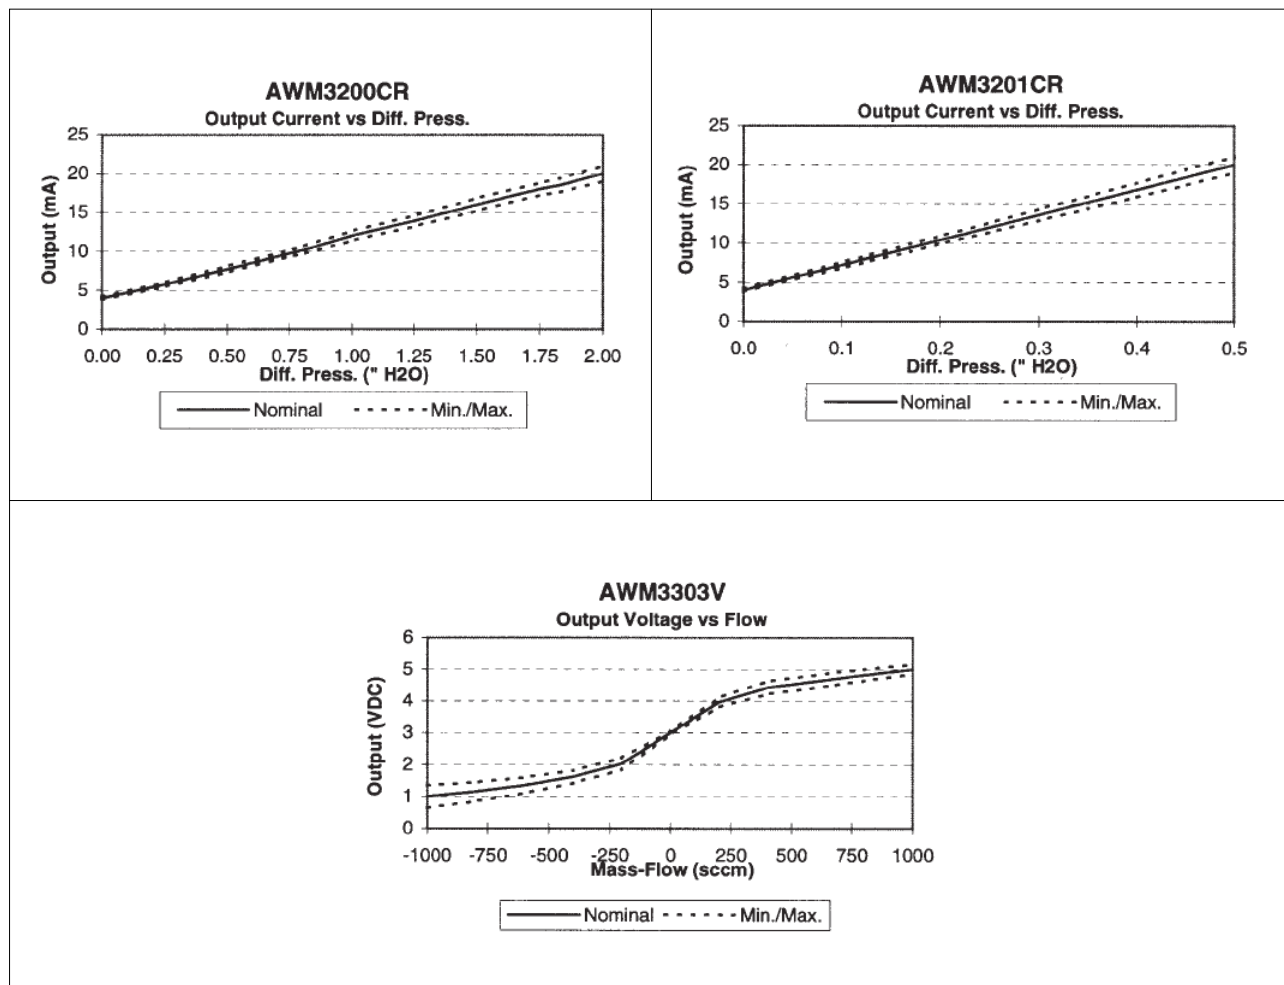 AWM3200CR
Output Current vs Diff. Press.
25
20
15
10
5
0
Output (mA)
0.00 0.25 0.50 0.75 1.00 1.25 1.50 1.75 2.00
Diff. Press. (" H2O)
Nominal Min./Max.
AWM3201CR
Output Current vs Diff. Press.
25
20
15
10
5
0
Output (mA)
0.0 0.1 0.2 0.3 0.4 0.5
Diff. Press. (" H2O)
Nominal Min./Max.
AWM3303V
Output Voltage vs Flow
6
5
4
3
2
1
0
Output (VDC)
-1000 -750 -500 -250 0 250 500 750 1000
Mass-Flow (sccm)
Nominal Min./Max.